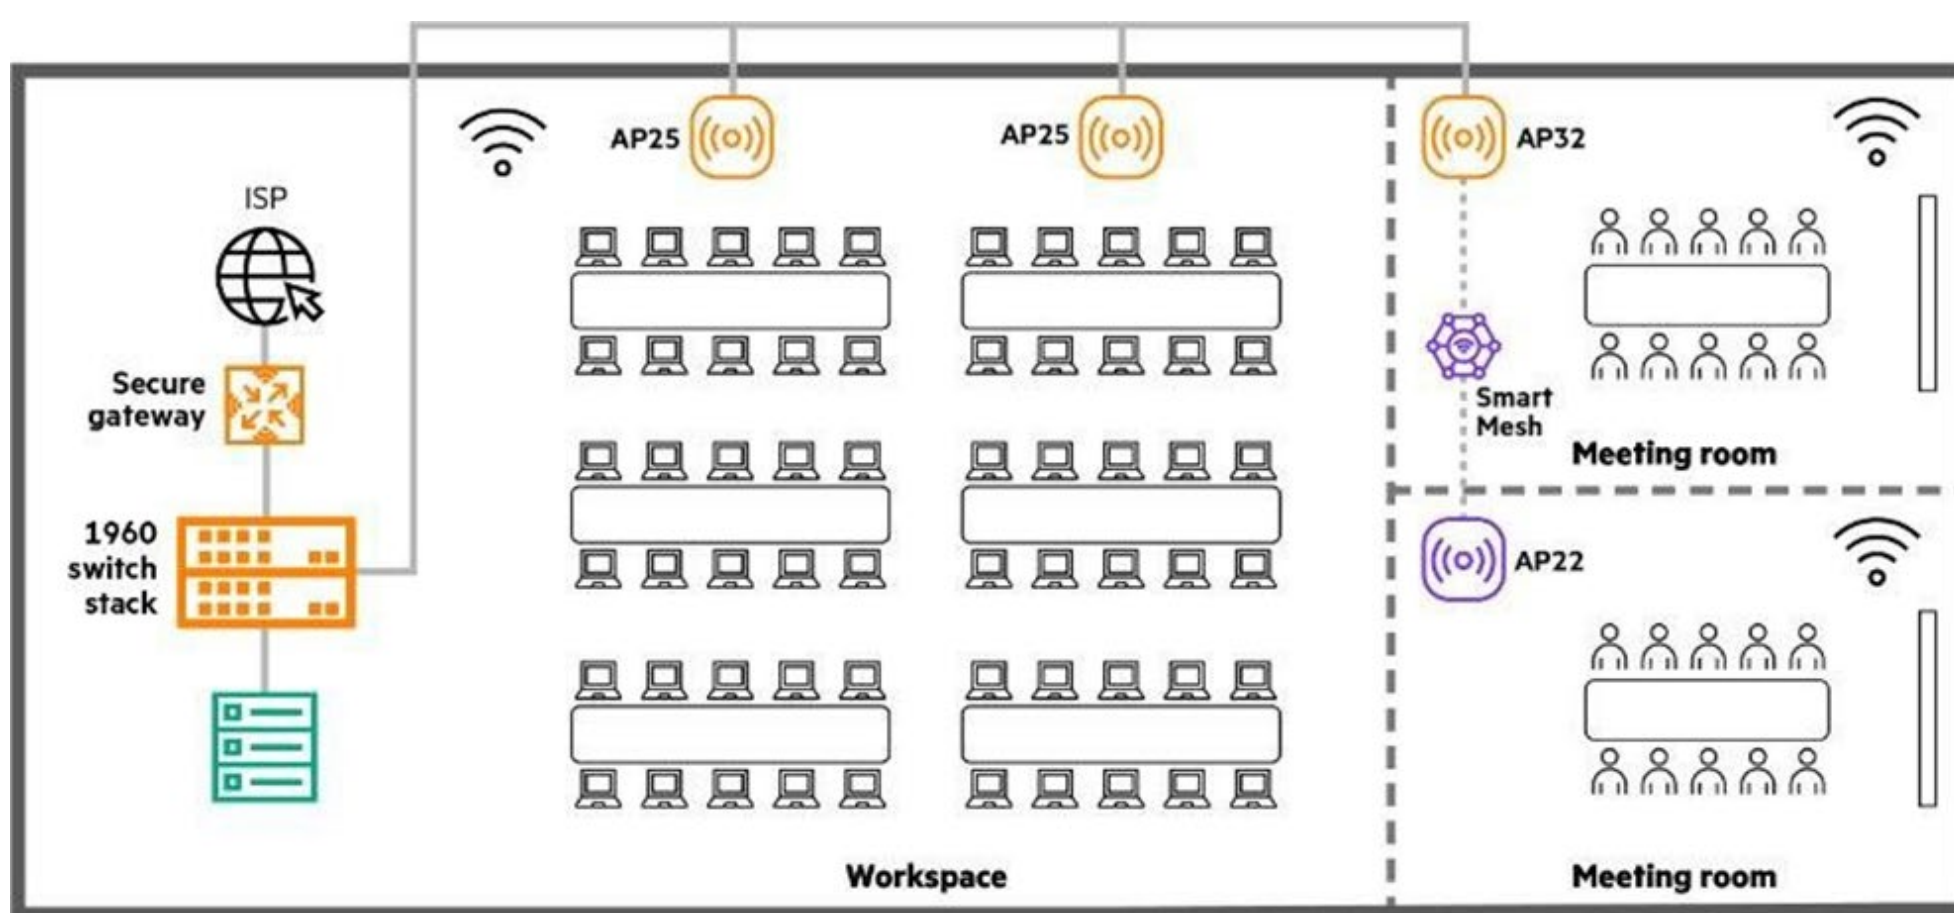 AP25
AP25
AP32
ISP
Secure
gateway
Smart
Mesh
Meeting room
1960
switch
stack
AP22
Workspace
Meeting room